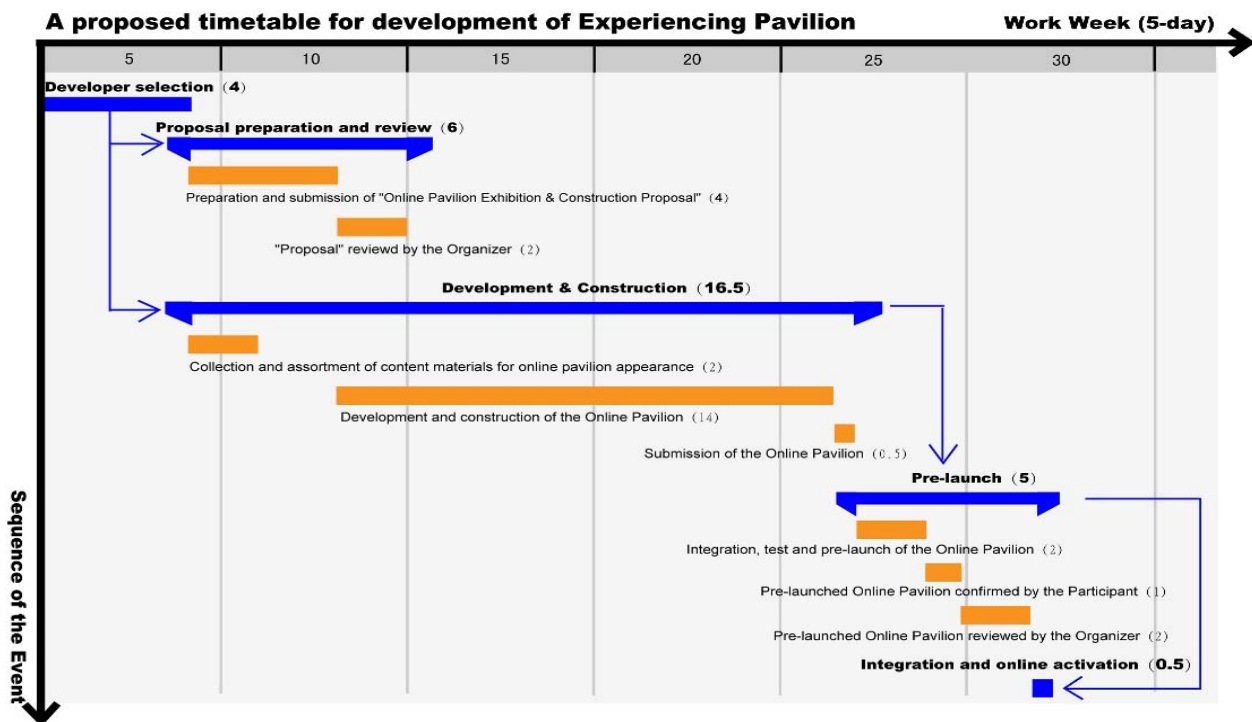 A proposed timetable for development of Experiencing Pavilion
Work Week (5-day)
5 10 15 20 25 30
Developer selection (4)
Proposal preparation and review (6)
Preparation and submission of "Online Pavilion Exhibition & Construction Proposal" (4)
"Proposal" reviewd by the Organizer (2)
Development & Construction (16.5)
Collection and assortment of content materials for online pavilion appearance (2)
Development and construction of the Online Pavilion (14)
Submission of the Online Pavilion (0.5)
Pre-launch (5)
Integration, test and pre-launch of the Online Pavilion (2)
Pre-launched Online Pavilion confirmed by the Participant (1)
Pre-launched Online Pavilion reviewed by the Organizer (2)
Integration and online activation (0.5)
Sequence of the Event